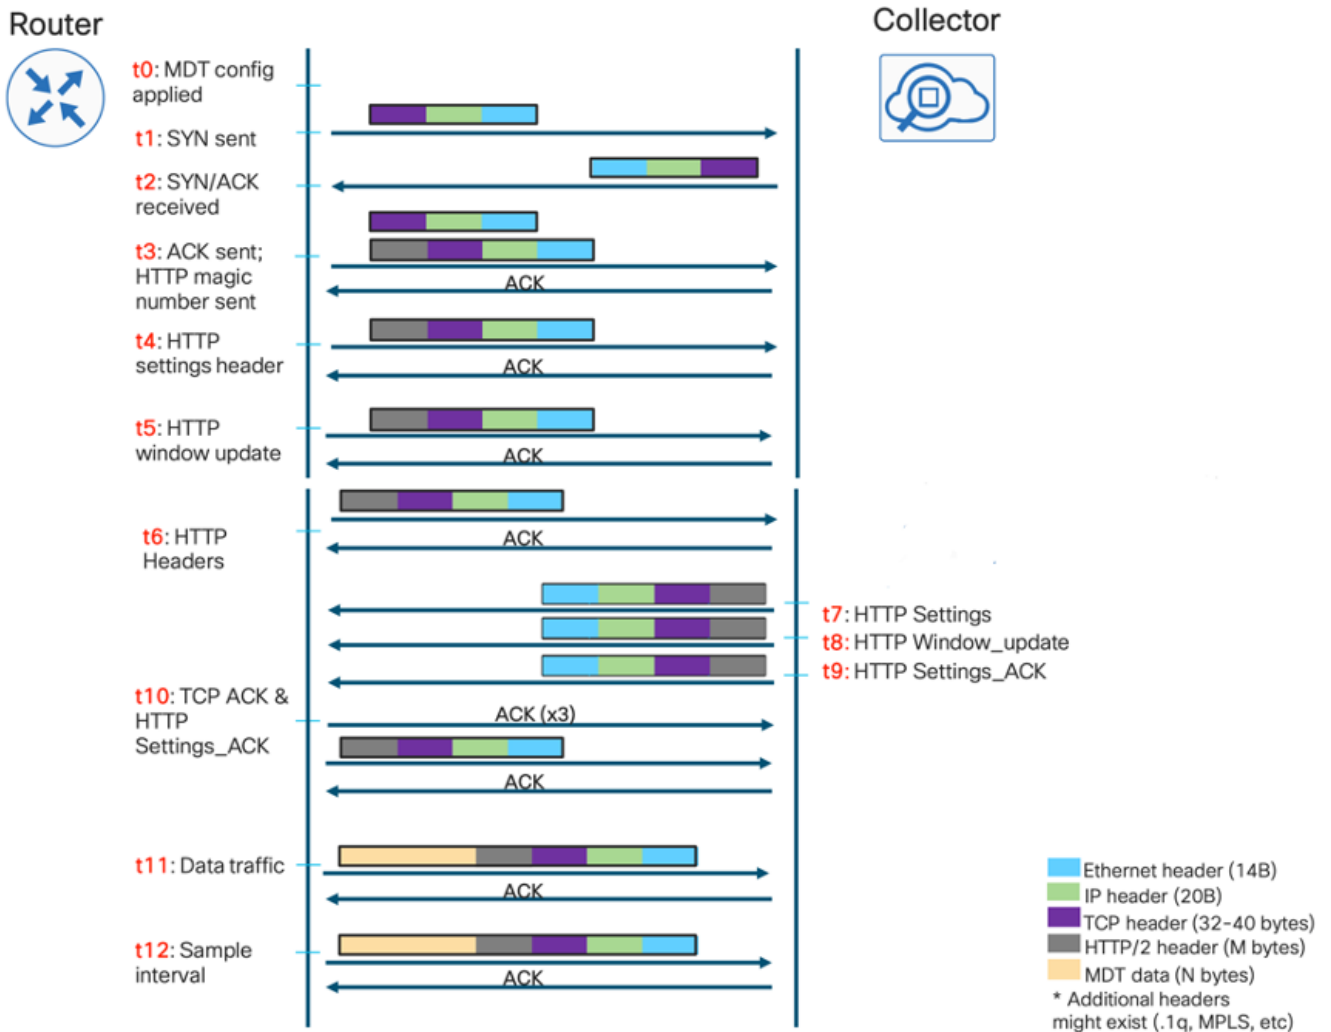 Router
Collector
t0: MDT config
applied
t1: SYN sent
t2: SYN/ACK
received
t3: ACK sent;
HTTP magic
number sent
ACK
t4: HTTP
settings header
ACK
t5: HTTP
window update
ACK
t6: HTTP
Headers
ACK
t7: HTTP Settings
t8: HTTP Window_update
t9: HTTP Settings_ACK
t10: TCP ACK &
HTTP
Settings_ACK
ACK (x3)
ACK
t11: Data traffic
ACK
t12: Sample
interval
ACK
Ethernet header (14B)
IP header (20B)
TCP header (32-40 bytes)
HTTP/2 header (M bytes)
MDT data (N bytes)
* Additional headers
might exist (.1q, MPLS, etc)